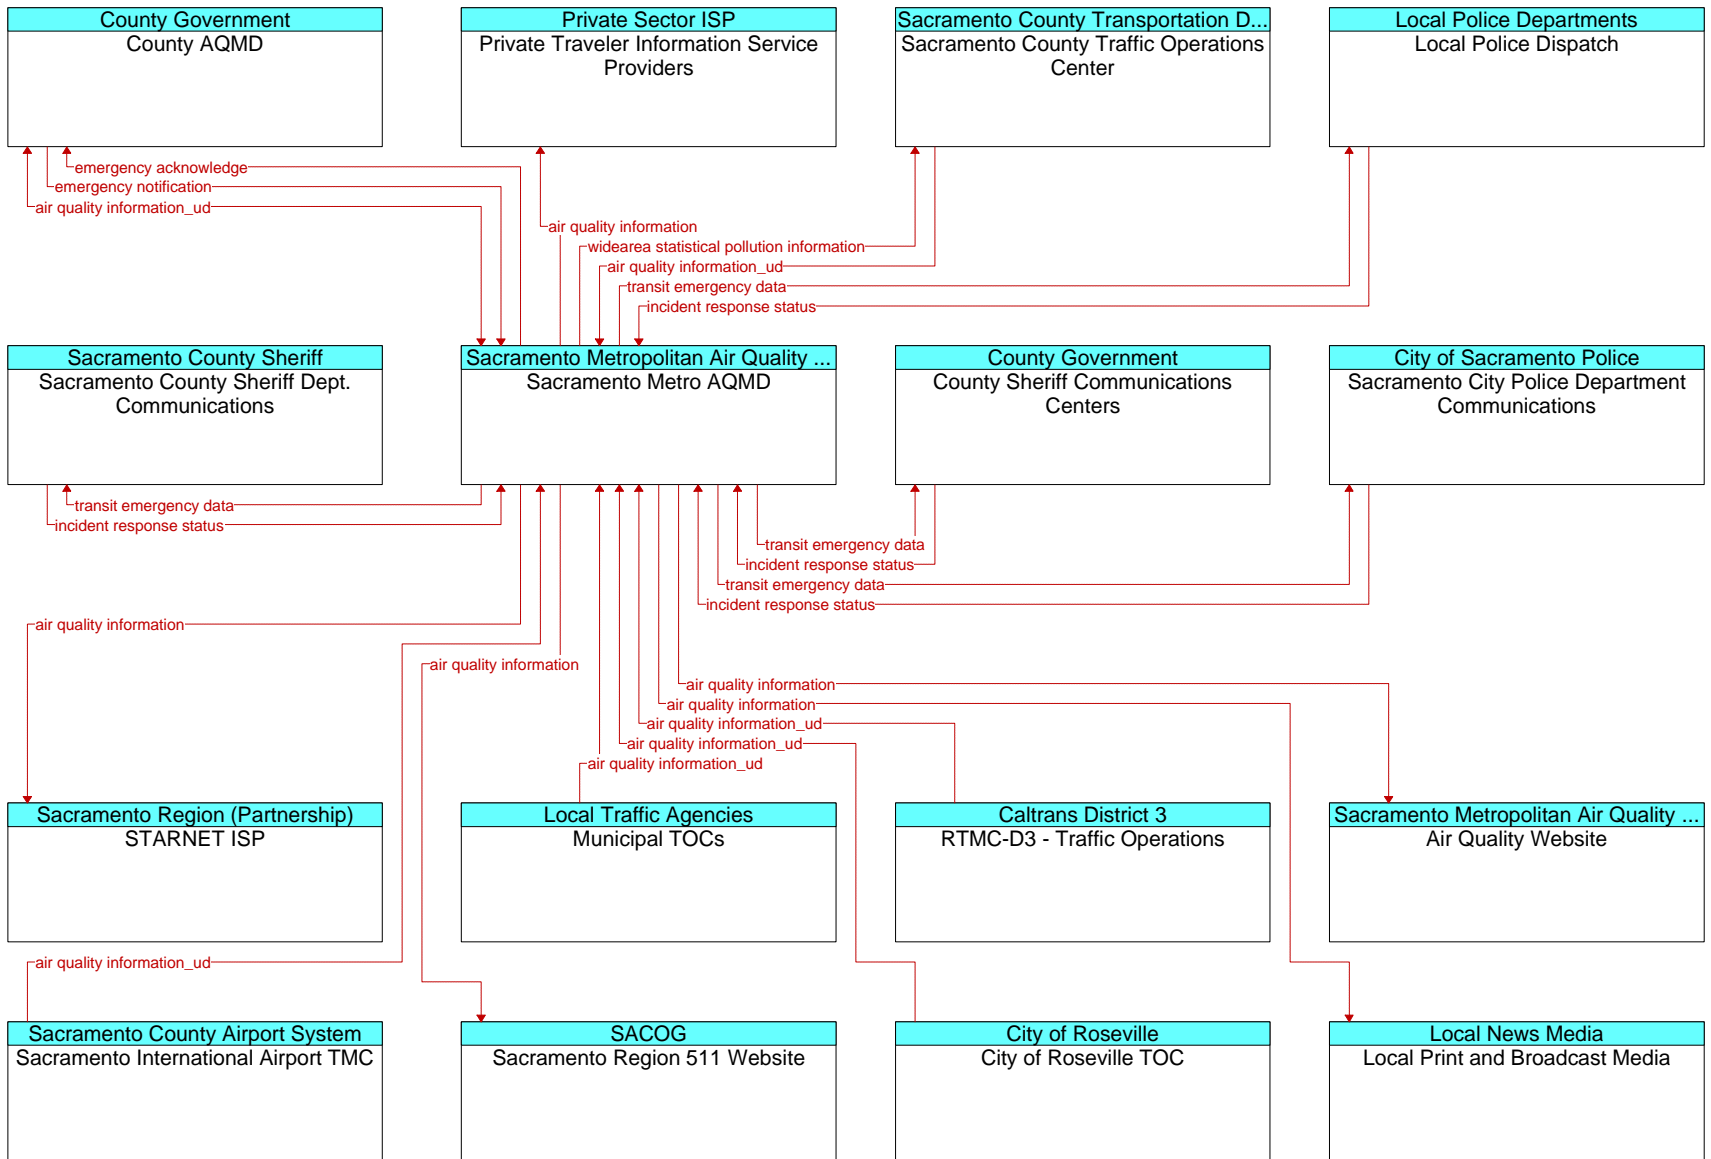 County Government
County AQMD
Private Sector ISP
Private Traveler Information Service
Providers
Sacramento County Transportation D...
Sacramento County Traffic Operations
Center
Local Police Departments
Local Police Dispatch
emergency acknowledge
emergency notification
air quality information_ud
air quality information
widearea statistical pollution information
air quality information_ud
transit emergency data
incident response status
Sacramento County Sheriff
Sacramento County Sheriff Dept.
Communications
Sacramento Metropolitan Air Quality ...
Sacramento Metro AQMD
County Government
County Sheriff Communications
Centers
City of Sacramento Police
Sacramento City Police Department
Communications
transit emergency data
incident response status
transit emergency data
incident response status
transit emergency data
incident response status
air quality information
air quality information
air quality information
air quality information
air quality information_ud
air quality information_ud
air quality information_ud
Sacramento Region (Partnership)
STARNET ISP
Local Traffic Agencies
Municipal TOCs
Caltrans District 3
RTMC-D3 - Traffic Operations
Sacramento Metropolitan Air Quality ...
Air Quality Website
air quality information_ud
Sacramento County Airport System
Sacramento International Airport TMC
SACOG
Sacramento Region 511 Website
City of Roseville
City of Roseville TOC
Local News Media
Local Print and Broadcast Media